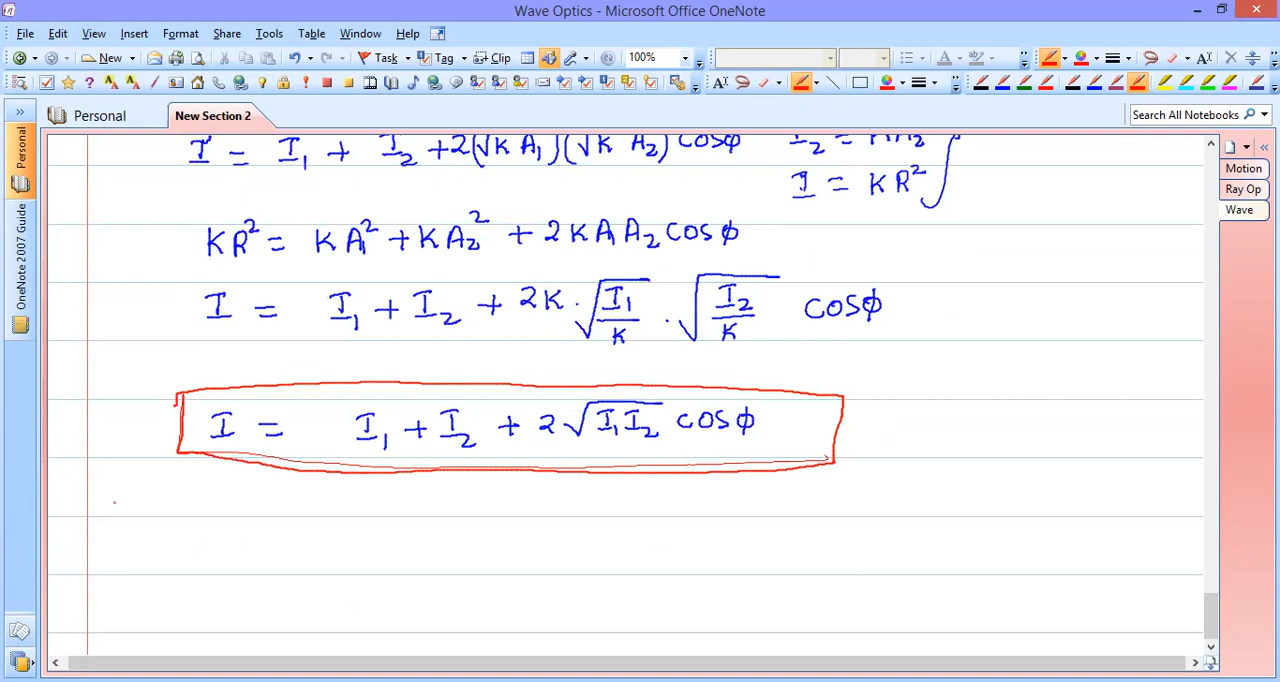 Wave Optics - Microsoft Office OneNote
File Edit View Insert Format Share Tools Table Window Help
New Task Tag Clip 100%
Personal New Section 2 Search All Notebooks
Personal
OneNote 2007 Guide
Motion
Ray Op
Wave
I = I₁ + I₂ + 2(√K A₁)(√K A₂) cosφ
I = KR²
KR² = KA₁² + KA₂² + 2KA₁A₂ cosφ
I = I₁ + I₂ + 2K · √(I₁/K) · √(I₂/K) cosφ
I = I₁ + I₂ + 2√(I₁I₂) cosφ